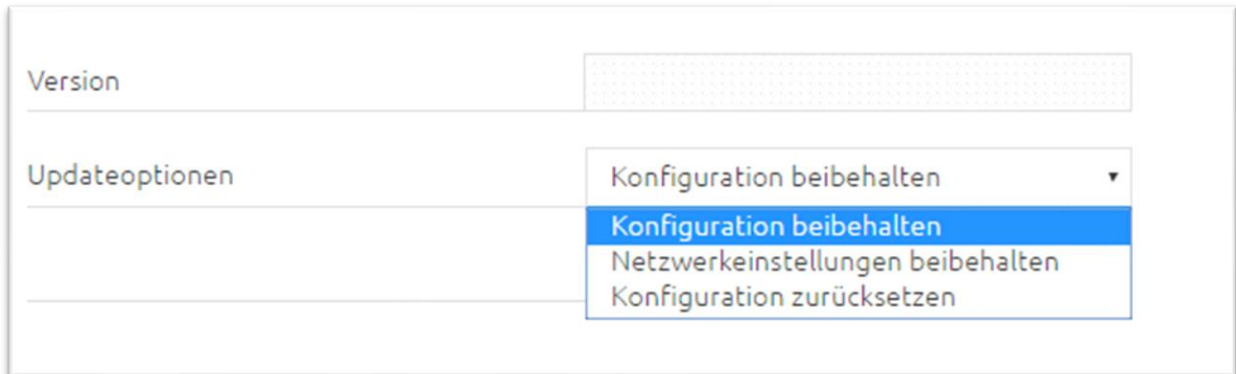 Version
Updateoptionen
Konfiguration beibehalten
Konfiguration beibehalten
Netzwerkeinstellungen beibehalten
Konfiguration zurücksetzen